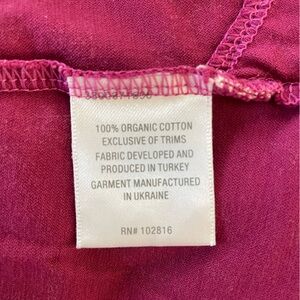 100% ORGANIC COTTON
EXCLUSIVE OF TRIMS
FABRIC DEVELOPED AND
PRODUCED IN TURKEY
GARMENT MANUFACTURED
IN UKRAINE
RN# 102816